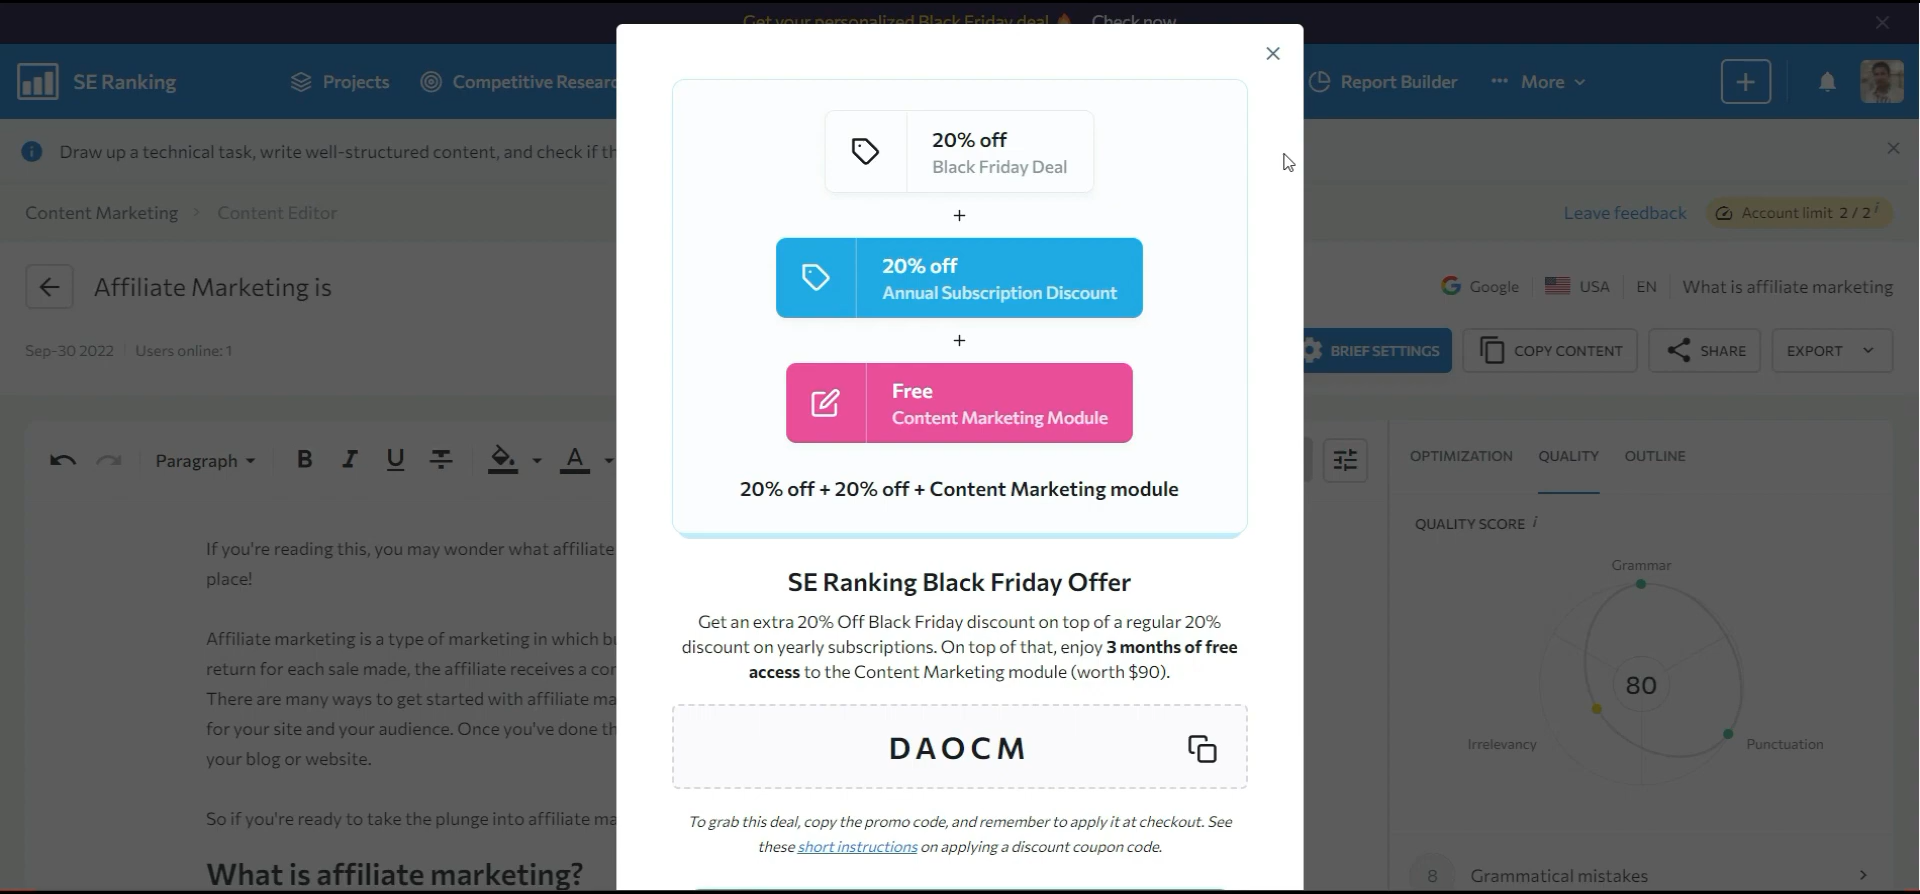 Get your personalized Black Friday deal Check now
SE Ranking
Projects
Competitive Researc
Report Builder
More
Draw up a technical task, write well-structured content, and check if th
Content Marketing > Content Editor
Leave feedback
Account limit 2 / 2 i
Affiliate Marketing is
Google
USA
EN
What is affiliate marketing
Sep-30 2022
Users online: 1
BRIEF SETTINGS
COPY CONTENT
SHARE
EXPORT
Paragraph
B I U S A
OPTIMIZATION
QUALITY
OUTLINE
QUALITY SCORE i
Grammar
80
Irrelevancy
Punctuation
8 Grammatical mistakes
If you're reading this, you may wonder what affiliate
place!
Affiliate marketing is a type of marketing in which bu
return for each sale made, the affiliate receives a cor
There are many ways to get started with affiliate ma
for your site and your audience. Once you've done th
your blog or website.
So if you're ready to take the plunge into affiliate ma
What is affiliate marketing?
20% off
Black Friday Deal
+
20% off
Annual Subscription Discount
+
Free
Content Marketing Module
20% off + 20% off + Content Marketing module
SE Ranking Black Friday Offer
Get an extra 20% Off Black Friday discount on top of a regular 20%
discount on yearly subscriptions. On top of that, enjoy 3 months of free
access to the Content Marketing module (worth $90).
DAOCM
To grab this deal, copy the promo code, and remember to apply it at checkout. See
these short instructions on applying a discount coupon code.